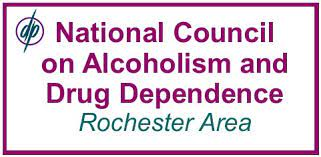 National Council
on Alcoholism and
Drug Dependence
Rochester Area